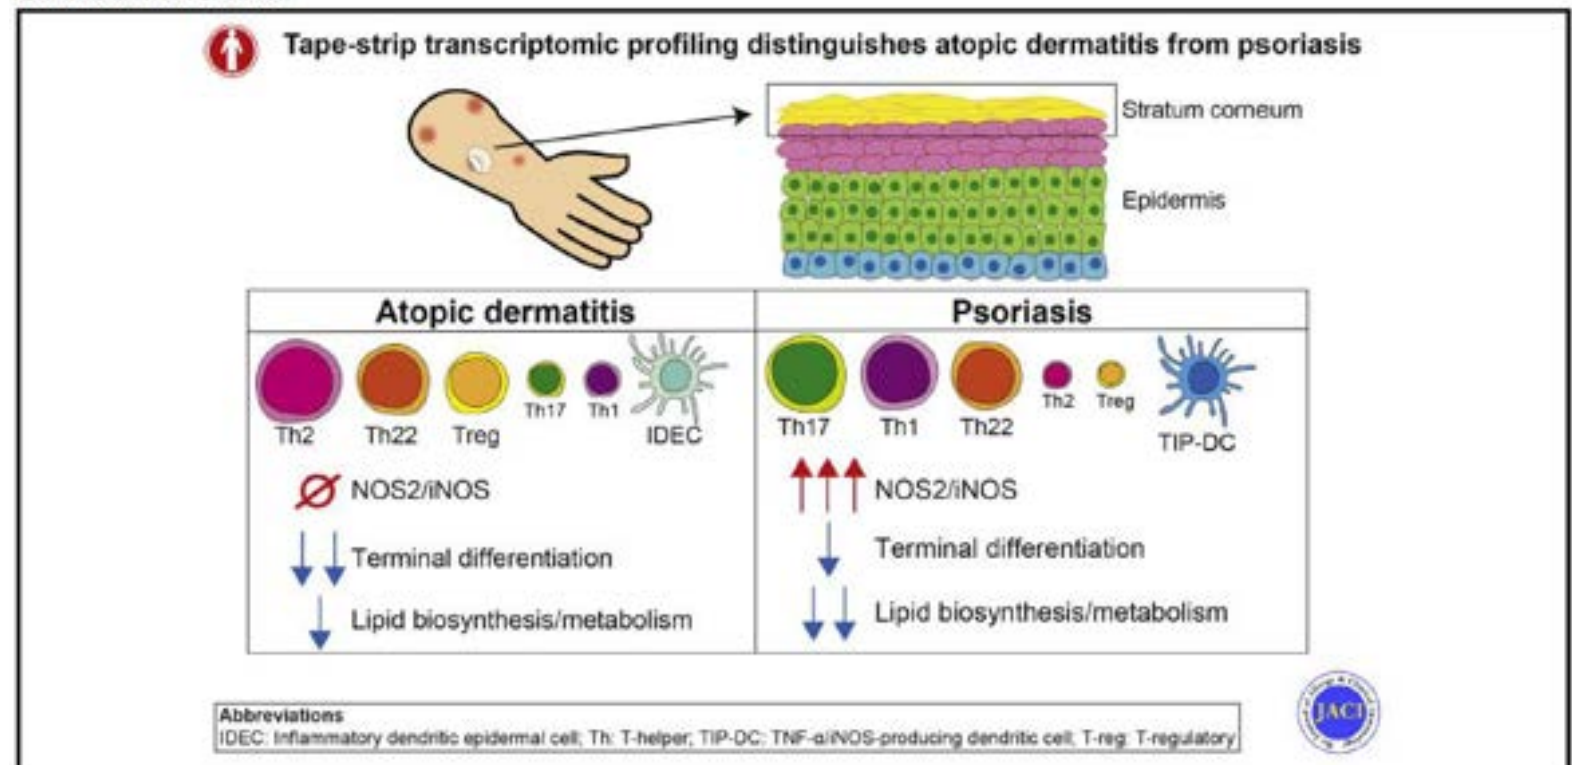 Tape-strip transcriptomic profiling distinguishes atopic dermatitis from psoriasis
Stratum corneum
Epidermis
Atopic dermatitis
Th2
Th22
Treg
Th17
Th1
IDEC
NOS2/iNOS
Terminal differentiation
Lipid biosynthesis/metabolism
Psoriasis
Th17
Th1
Th22
Th2
Treg
TIP-DC
NOS2/iNOS
Terminal differentiation
Lipid biosynthesis/metabolism
Abbreviations
IDEC: Inflammatory dendritic epidermal cell; Th: T-helper; TIP-DC: TNF-α/iNOS-producing dendritic cell; T-reg: T-regulatory
JACI